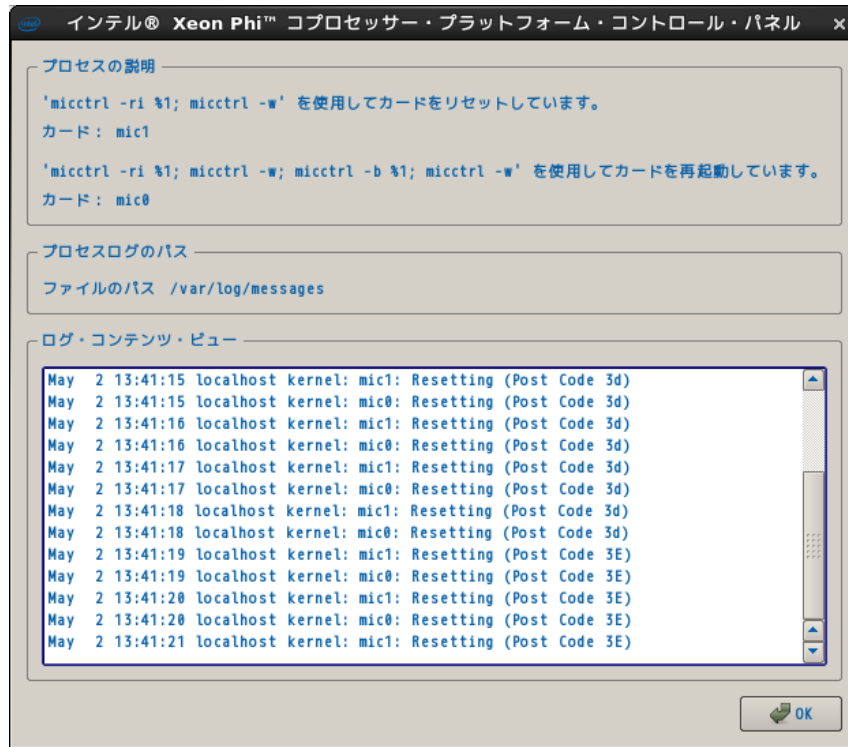 インテル® Xeon Phi™ コプロセッサー・プラットフォーム・コントロール・パネル
プロセスの説明
'micctrl -ri %1; micctrl -w' を使用してカードをリセットしています。
カード： mic1
'micctrl -ri %1; micctrl -w; micctrl -b %1; micctrl -w' を使用してカードを再起動しています。
カード： mic0
プロセスログのパス
ファイルのパス /var/log/messages
ログ・コンテンツ・ビュー
May  2 13:41:15 localhost kernel: mic1: Resetting (Post Code 3d)
May  2 13:41:15 localhost kernel: mic0: Resetting (Post Code 3d)
May  2 13:41:16 localhost kernel: mic1: Resetting (Post Code 3d)
May  2 13:41:16 localhost kernel: mic0: Resetting (Post Code 3d)
May  2 13:41:17 localhost kernel: mic1: Resetting (Post Code 3d)
May  2 13:41:17 localhost kernel: mic0: Resetting (Post Code 3d)
May  2 13:41:18 localhost kernel: mic1: Resetting (Post Code 3d)
May  2 13:41:18 localhost kernel: mic0: Resetting (Post Code 3d)
May  2 13:41:19 localhost kernel: mic1: Resetting (Post Code 3E)
May  2 13:41:19 localhost kernel: mic0: Resetting (Post Code 3E)
May  2 13:41:20 localhost kernel: mic1: Resetting (Post Code 3E)
May  2 13:41:20 localhost kernel: mic0: Resetting (Post Code 3E)
May  2 13:41:21 localhost kernel: mic1: Resetting (Post Code 3E)
OK